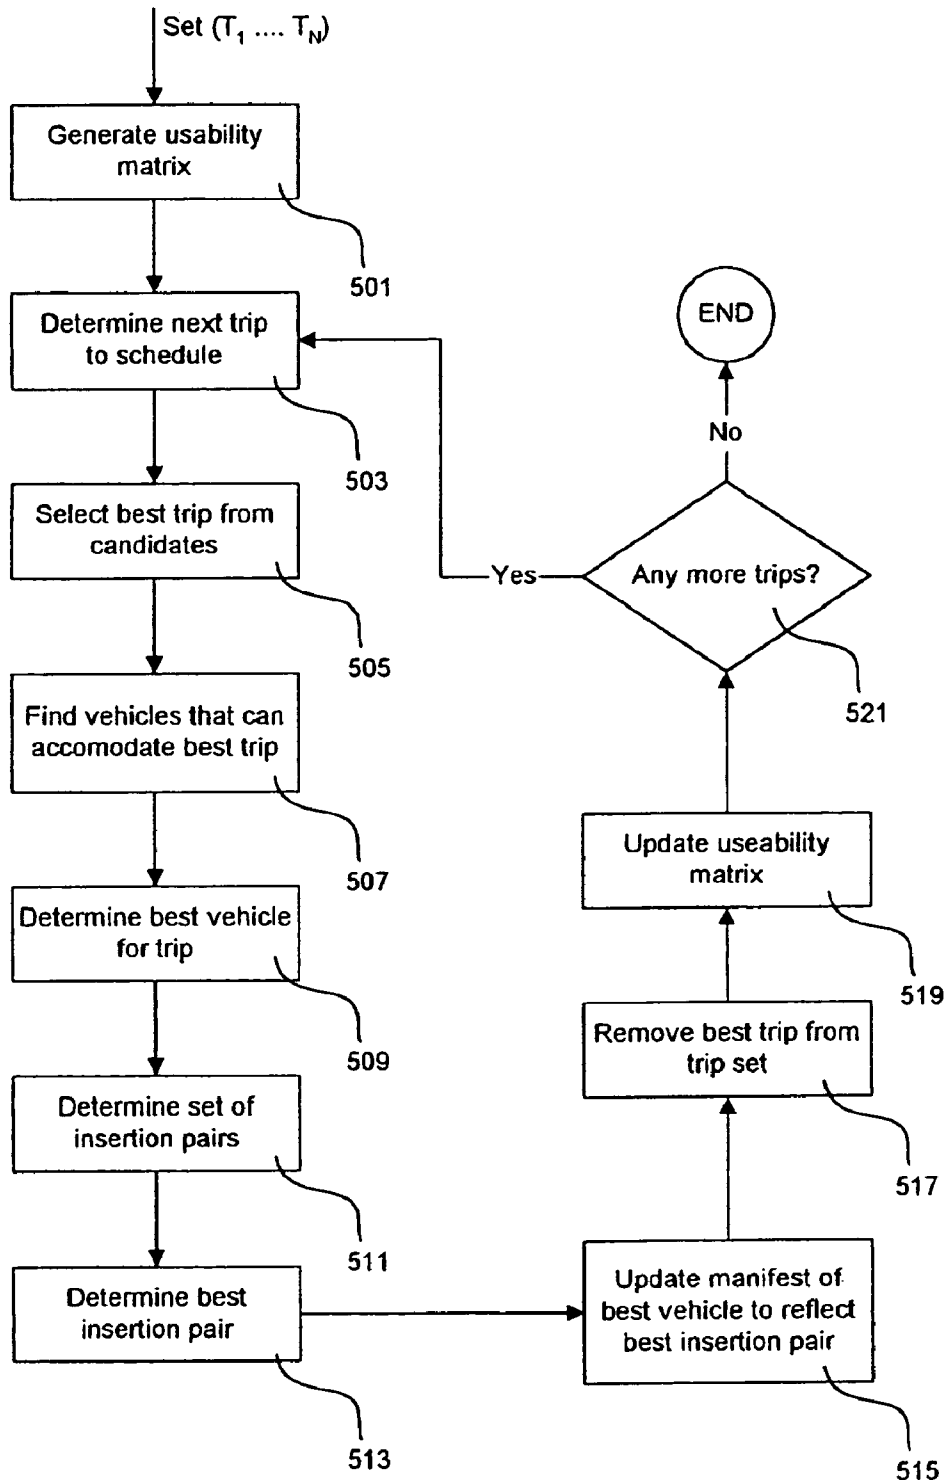 Set (T1 .... TN)
Generate usability
matrix
501
Determine next trip
to schedule
503
Select best trip from
candidates
505
Find vehicles that can
accomodate best trip
507
Determine best vehicle
for trip
509
Determine set of
insertion pairs
511
Determine best
insertion pair
513
Update manifest of
best vehicle to reflect
best insertion pair
515
Remove best trip from
trip set
517
Update useability
matrix
519
Any more trips?
521
Yes
No
END